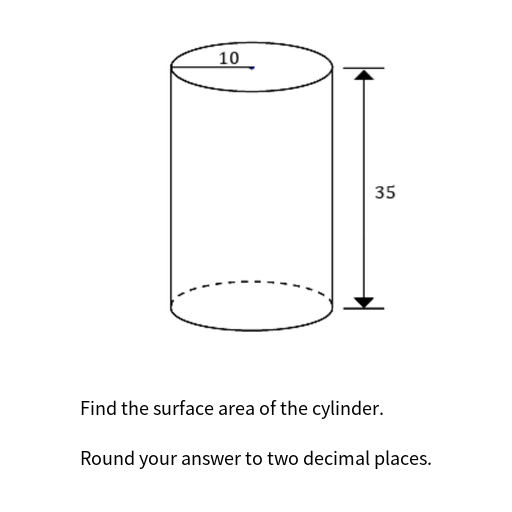 10
35
Find the surface area of the cylinder.
Round your answer to two decimal places.